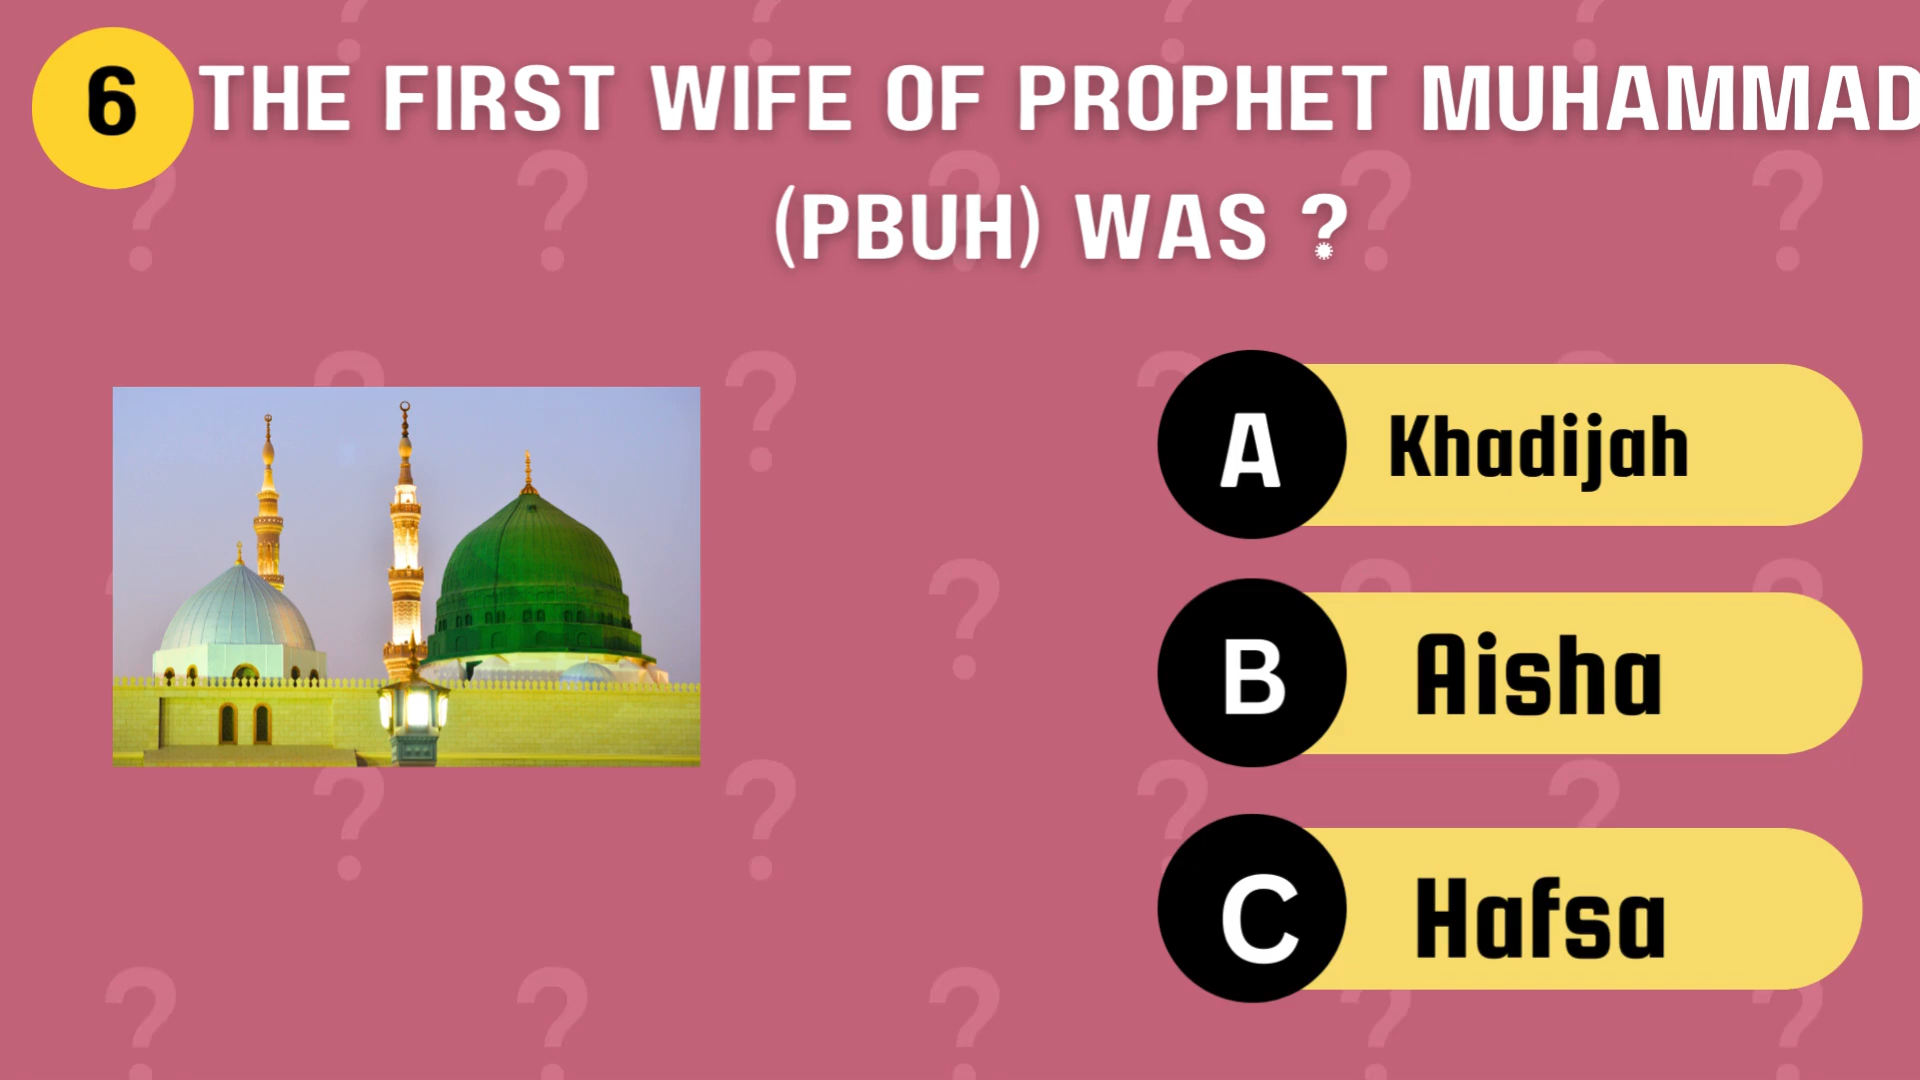 6
THE FIRST WIFE OF PROPHET MUHAMMAD
(PBUH) WAS ?
A Khadijah
B Aisha
C Hafsa